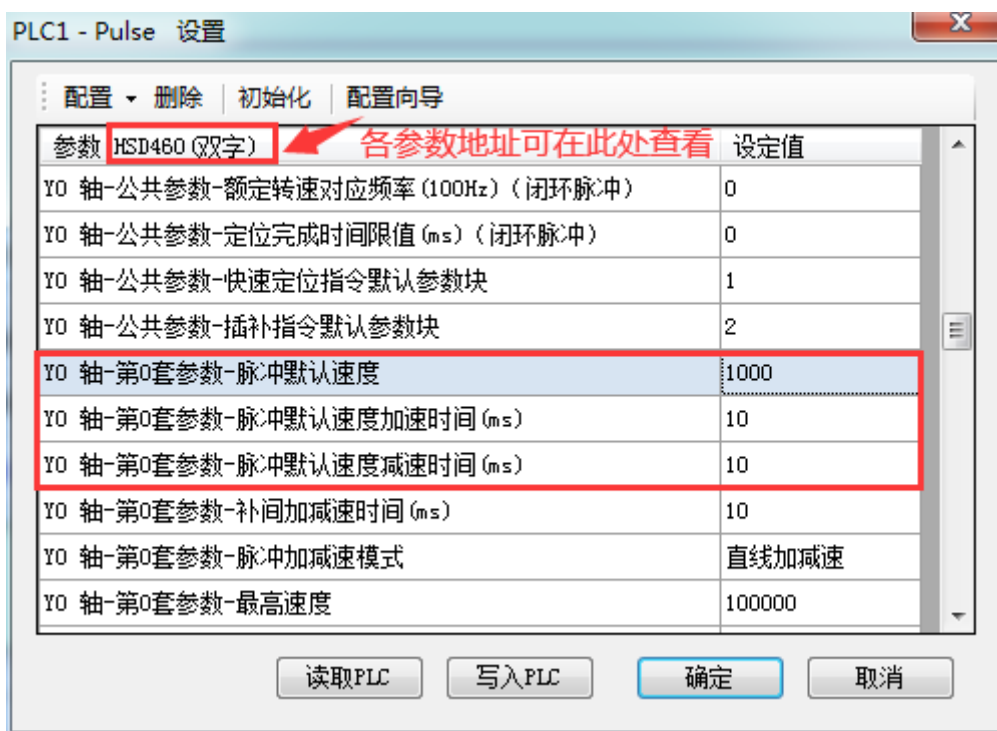 PLC1 - Pulse 设置
配置 删除 初始化 配置向导
参数 HSD460(双字) 各参数地址可在此处查看 设定值
Y0 轴-公共参数-额定转速对应频率(100Hz)(闭环脉冲) 0
Y0 轴-公共参数-定位完成时间限值(ms)(闭环脉冲) 0
Y0 轴-公共参数-快速定位指令默认参数块 1
Y0 轴-公共参数-插补指令默认参数块 2
Y0 轴-第0套参数-脉冲默认速度 1000
Y0 轴-第0套参数-脉冲默认速度加速时间(ms) 10
Y0 轴-第0套参数-脉冲默认速度减速时间(ms) 10
Y0 轴-第0套参数-补间加减速时间(ms) 10
Y0 轴-第0套参数-脉冲加减速模式 直线加减速
Y0 轴-第0套参数-最高速度 100000
读取PLC 写入PLC 确定 取消